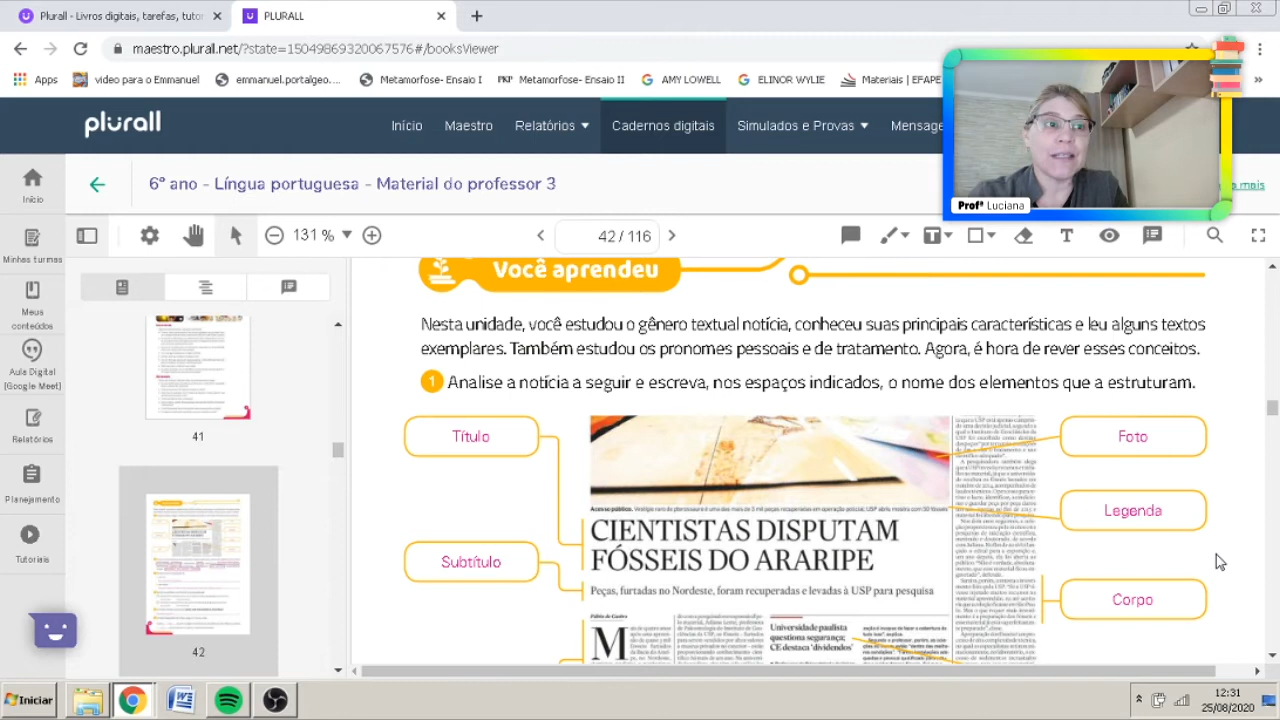 Plurall - Livros digitais, tarefas, tutor
PLURALL
maestro.plurall.net/?state=15049869320067576#/booksViewer
Apps
video para o Emmanuel
emmanuel.portalgeo....
Metamorfose- Ensaio I
Metamorfose- Ensaio II
AMY LOWELL
ELINOR WYLIE
Materiais | EFAPE
plurall
Início
Maestro
Relatórios
Cadernos digitais
Simulados e Provas
Mensage
6º ano - Língua portuguesa - Material do professor 3
mais
Profª Luciana
131 %
42 / 116
Início
Minhas turmas
Meus
conteúdos
Aula Digital
(Google Meet)
Relatórios
Planejamento
Tutoria
41
42
Você aprendeu
Nesta unidade, você estudou o gênero textual notícia, conheceu suas principais características e leu alguns textos
exemplares. Também estudou os pronomes pessoais e de tratamento. Agora, é hora de rever esses conceitos.
1 Analise a notícia a seguir e escreva, nos espaços indicados, o nome dos elementos que a estruturam.
Título
Foto
Legenda
Subtítulo
Corpo
CIENTISTAS DISPUTAM
FÓSSEIS DO ARARIPE
Peças, furtadas no Nordeste, foram recuperadas e levadas à USP para pesquisa
Universidade paulista
questiona segurança;
CE destaca 'dividendos'
Iniciar
12:31
25/08/2020